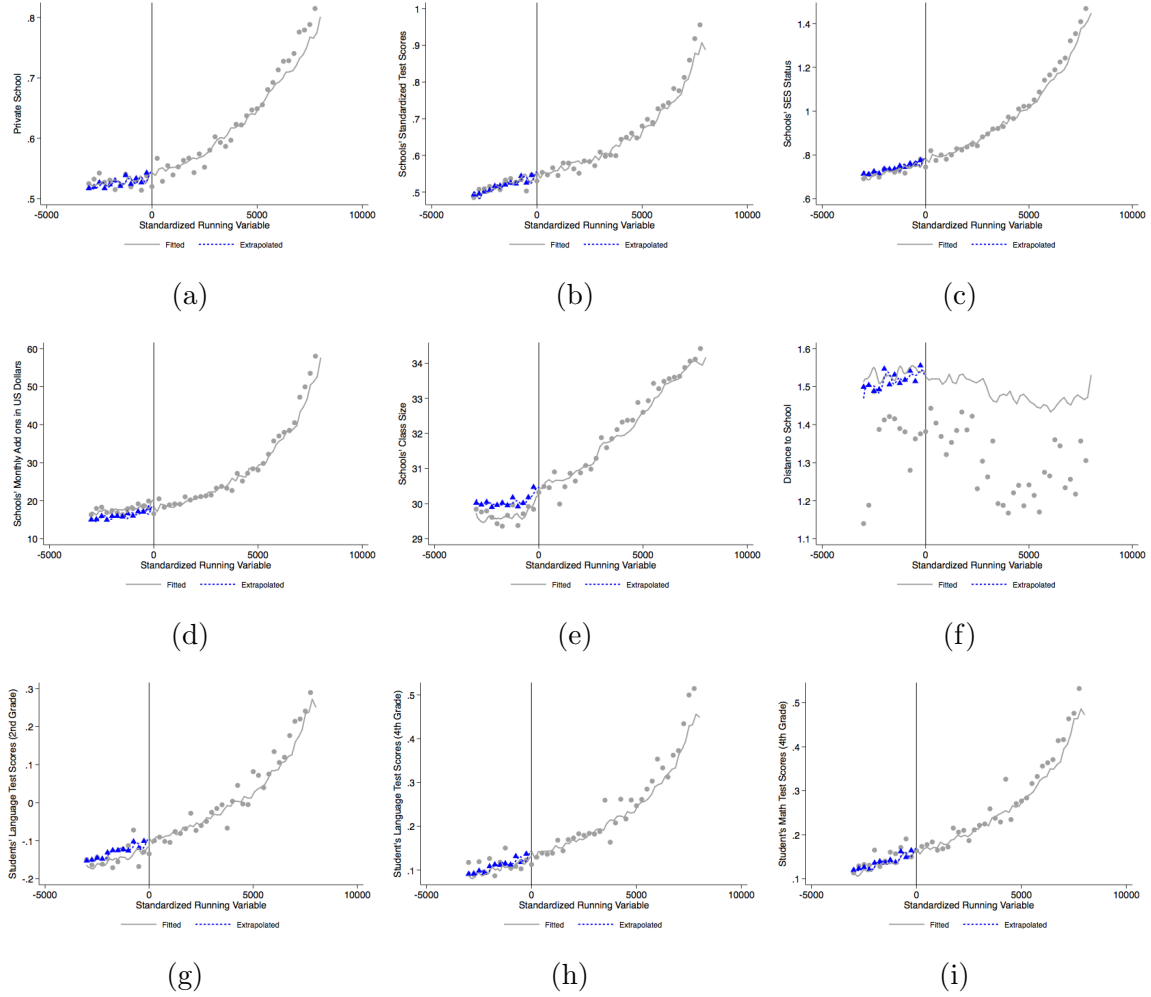 Private School
.8
.7
.6
.5
-5000 0 5000 10000
Standardized Running Variable
Fitted Extrapolated
(a)
Schools' Standardized Test Scores
1
.9
.8
.7
.6
.5
.4
-5000 0 5000 10000
Standardized Running Variable
Fitted Extrapolated
(b)
Schools' SES Status
1.4
1.2
1
.8
.6
-5000 0 5000 10000
Standardized Running Variable
Fitted Extrapolated
(c)
Schools' Monthly Add ons in US Dollars
60
50
40
30
20
10
-5000 0 5000 10000
Standardized Running Variable
Fitted Extrapolated
(d)
Schools' Class Size
34
33
32
31
30
29
-5000 0 5000 10000
Standardized Running Variable
Fitted Extrapolated
(e)
Distance to School
1.6
1.5
1.4
1.3
1.2
1.1
-5000 0 5000 10000
Standardized Running Variable
Fitted Extrapolated
(f)
Students' Language Test Scores (2nd Grade)
.3
.2
.1
0
-.1
-.2
-5000 0 5000 10000
Standardized Running Variable
Fitted Extrapolated
(g)
Student's Language Test Scores (4th Grade)
.5
.4
.3
.2
.1
-5000 0 5000 10000
Standardized Running Variable
Fitted Extrapolated
(h)
Student's Math Test Scores (4th Grade)
.5
.4
.3
.2
.1
-5000 0 5000 10000
Standardized Running Variable
Fitted Extrapolated
(i)